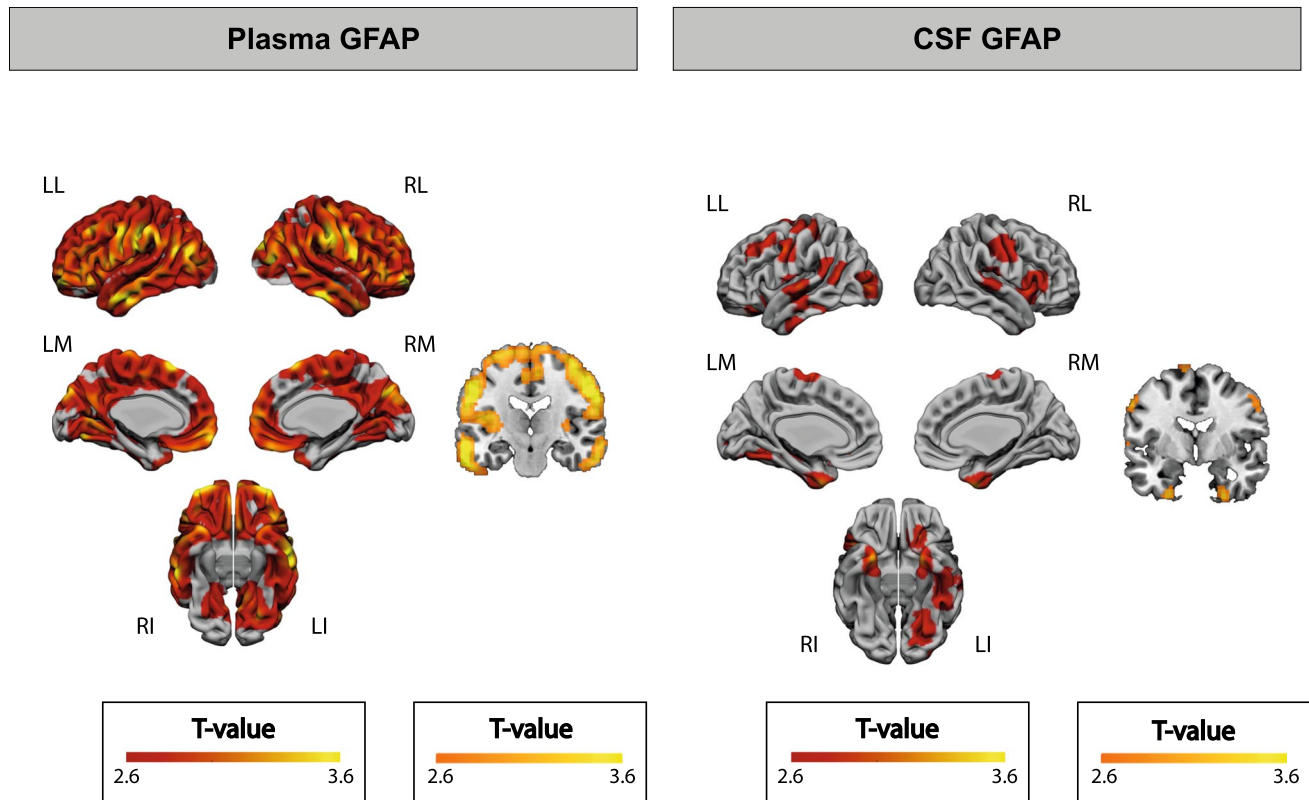 Plasma GFAP
CSF GFAP
LL
RL
LM
RM
RI
LI
T-value
2.6
3.6
T-value
2.6
3.6
LL
RL
LM
RM
RI
LI
T-value
2.6
3.6
T-value
2.6
3.6